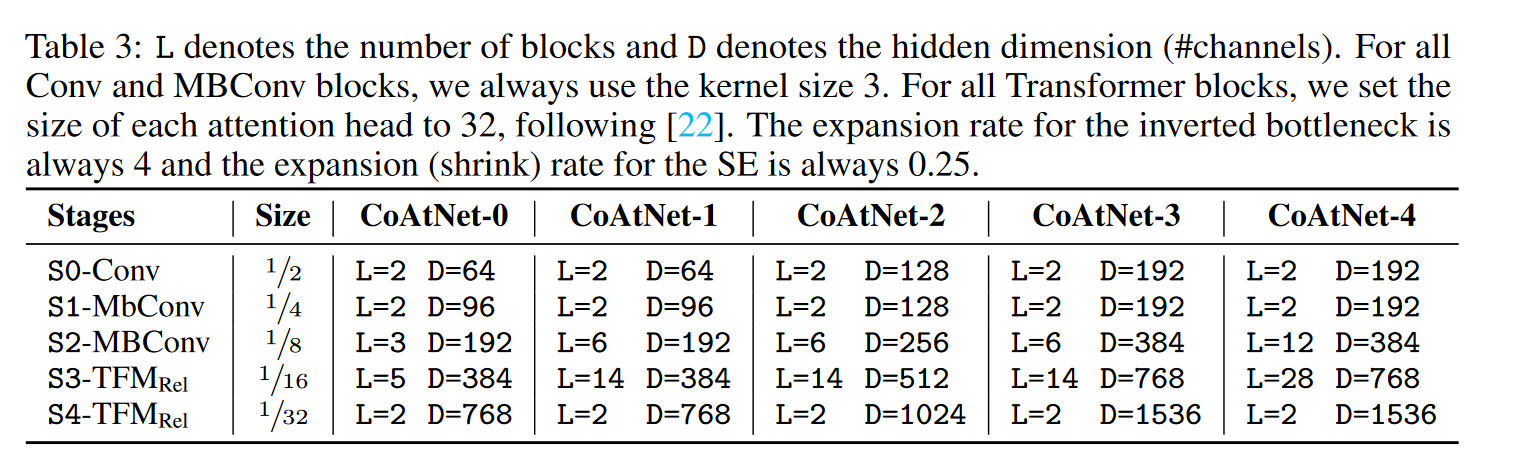 Table 3: L denotes the number of blocks and D denotes the hidden dimension (#channels). For all
Conv and MBConv blocks, we always use the kernel size 3. For all Transformer blocks, we set the
size of each attention head to 32, following [22]. The expansion rate for the inverted bottleneck is
always 4 and the expansion (shrink) rate for the SE is always 0.25.
Stages Size CoAtNet-0 CoAtNet-1 CoAtNet-2 CoAtNet-3 CoAtNet-4
S0-Conv 1/2 L=2 D=64 L=2 D=64 L=2 D=128 L=2 D=192 L=2 D=192
S1-MbConv 1/4 L=2 D=96 L=2 D=96 L=2 D=128 L=2 D=192 L=2 D=192
S2-MBConv 1/8 L=3 D=192 L=6 D=192 L=6 D=256 L=6 D=384 L=12 D=384
S3-TFMRel 1/16 L=5 D=384 L=14 D=384 L=14 D=512 L=14 D=768 L=28 D=768
S4-TFMRel 1/32 L=2 D=768 L=2 D=768 L=2 D=1024 L=2 D=1536 L=2 D=1536